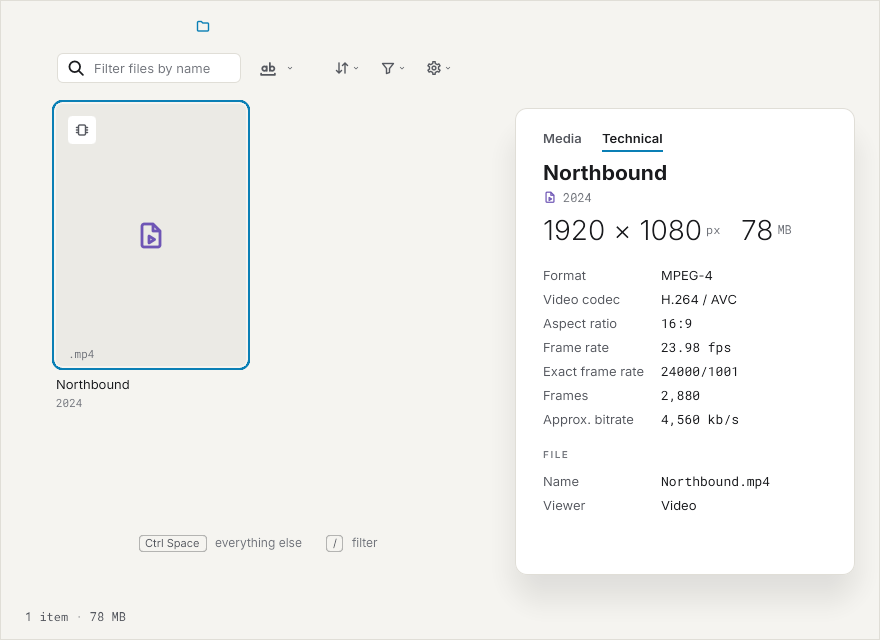 Filter files by name
ab
.mp4
Northbound
2024
Ctrl Space everything else / filter
1 item · 78 MB
Media Technical
Northbound
2024
1920 × 1080 px 78 MB
Format MPEG-4
Video codec H.264 / AVC
Aspect ratio 16:9
Frame rate 23.98 fps
Exact frame rate 24000/1001
Frames 2,880
Approx. bitrate 4,560 kb/s
FILE
Name Northbound.mp4
Viewer Video